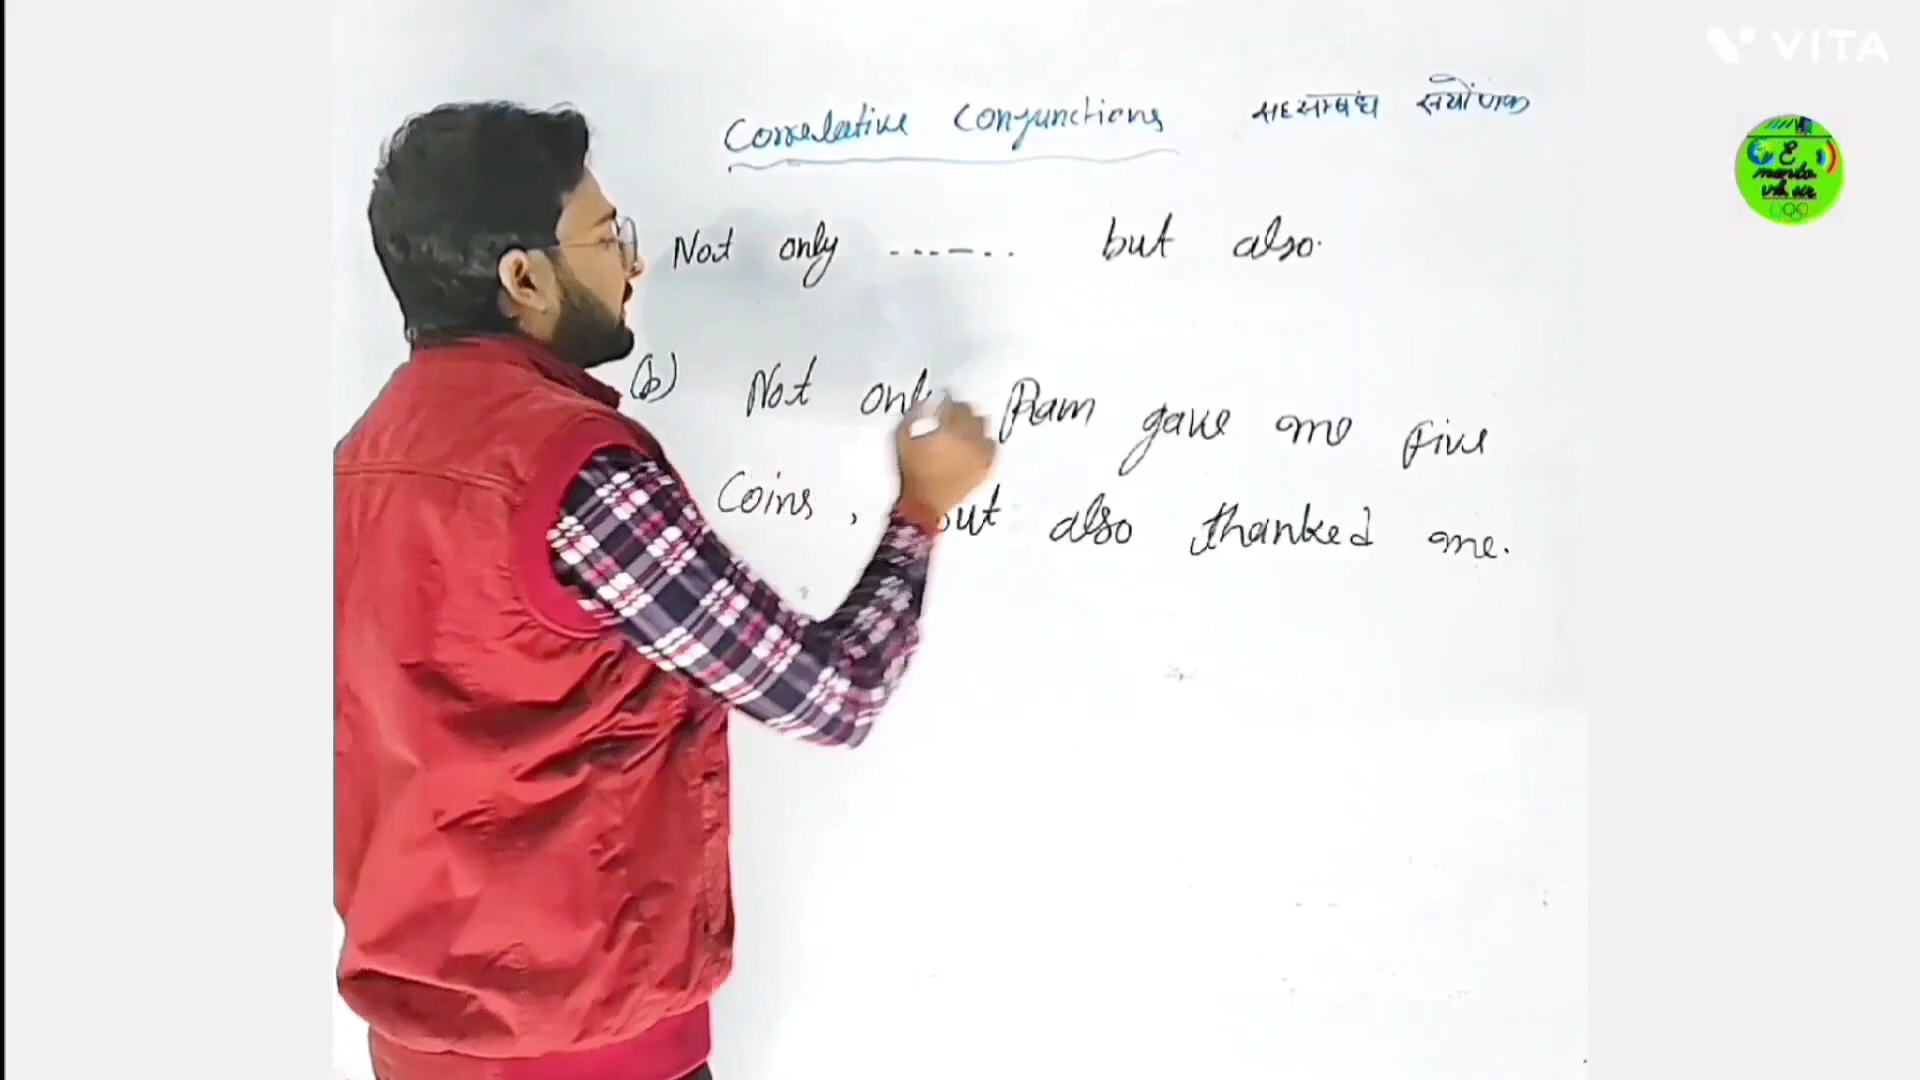 VITA
Correlative Conjunctions सहसम्बंध संयोजक
E
Not only ------- but also.
(b) Not only Ram gave me five
Coins, but also thanked me.